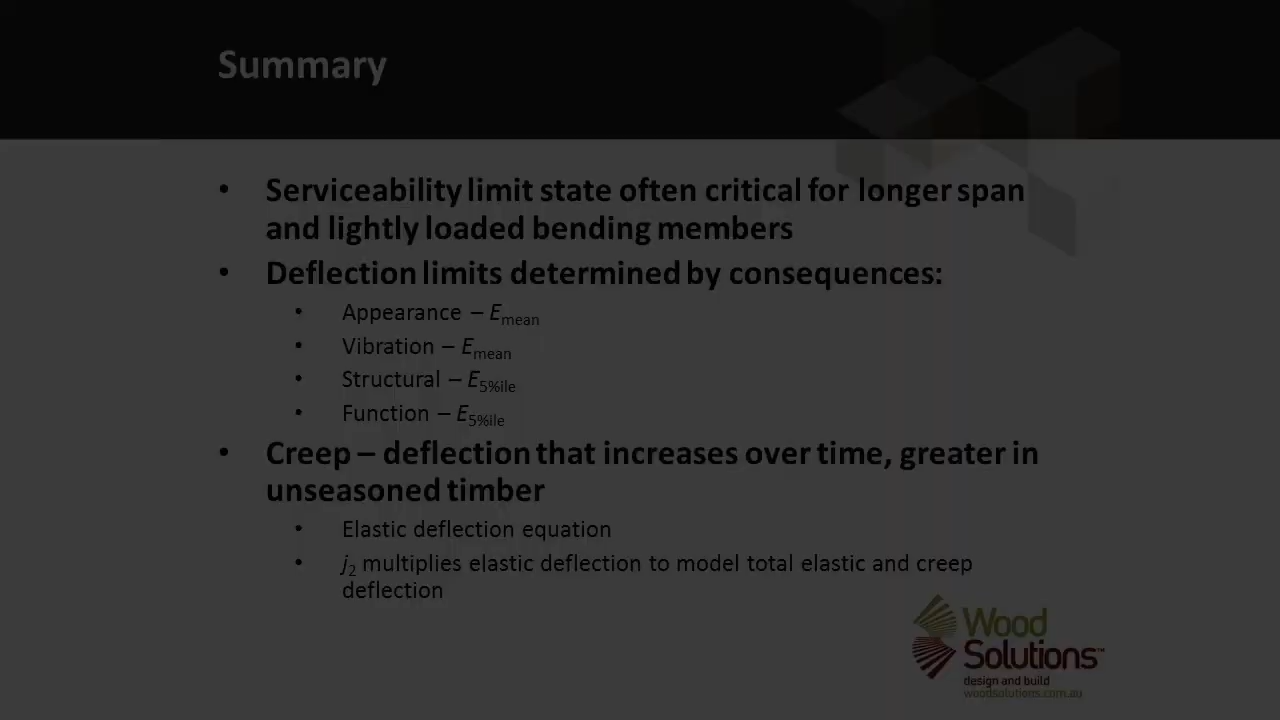 Summary
• Serviceability limit state often critical for longer span
and lightly loaded bending members
• Deflection limits determined by consequences:
• Appearance – Emean
• Vibration – Emean
• Structural – E5%ile
• Function – E5%ile
• Creep – deflection that increases over time, greater in
unseasoned timber
• Elastic deflection equation
• j2 multiplies elastic deflection to model total elastic and creep
deflection
Wood
Solutions™
design and build
woodsolutions.com.au